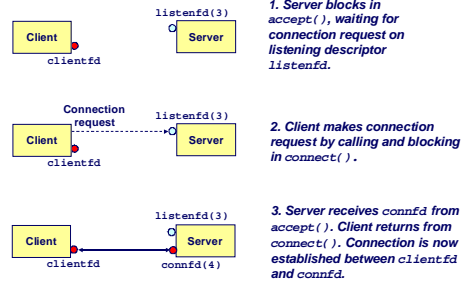 1. Server blocks in
accept(), waiting for
connection request on
listening descriptor
listenfd.
listenfd(3)
Client
Server
clientfd
Connection
request
listenfd(3)
Client
Server
clientfd
2. Client makes connection
request by calling and blocking
in connect().
listenfd(3)
Client
Server
clientfd
connfd(4)
3. Server receives connfd from
accept(). Client returns from
connect(). Connection is now
established between clientfd
and connfd.